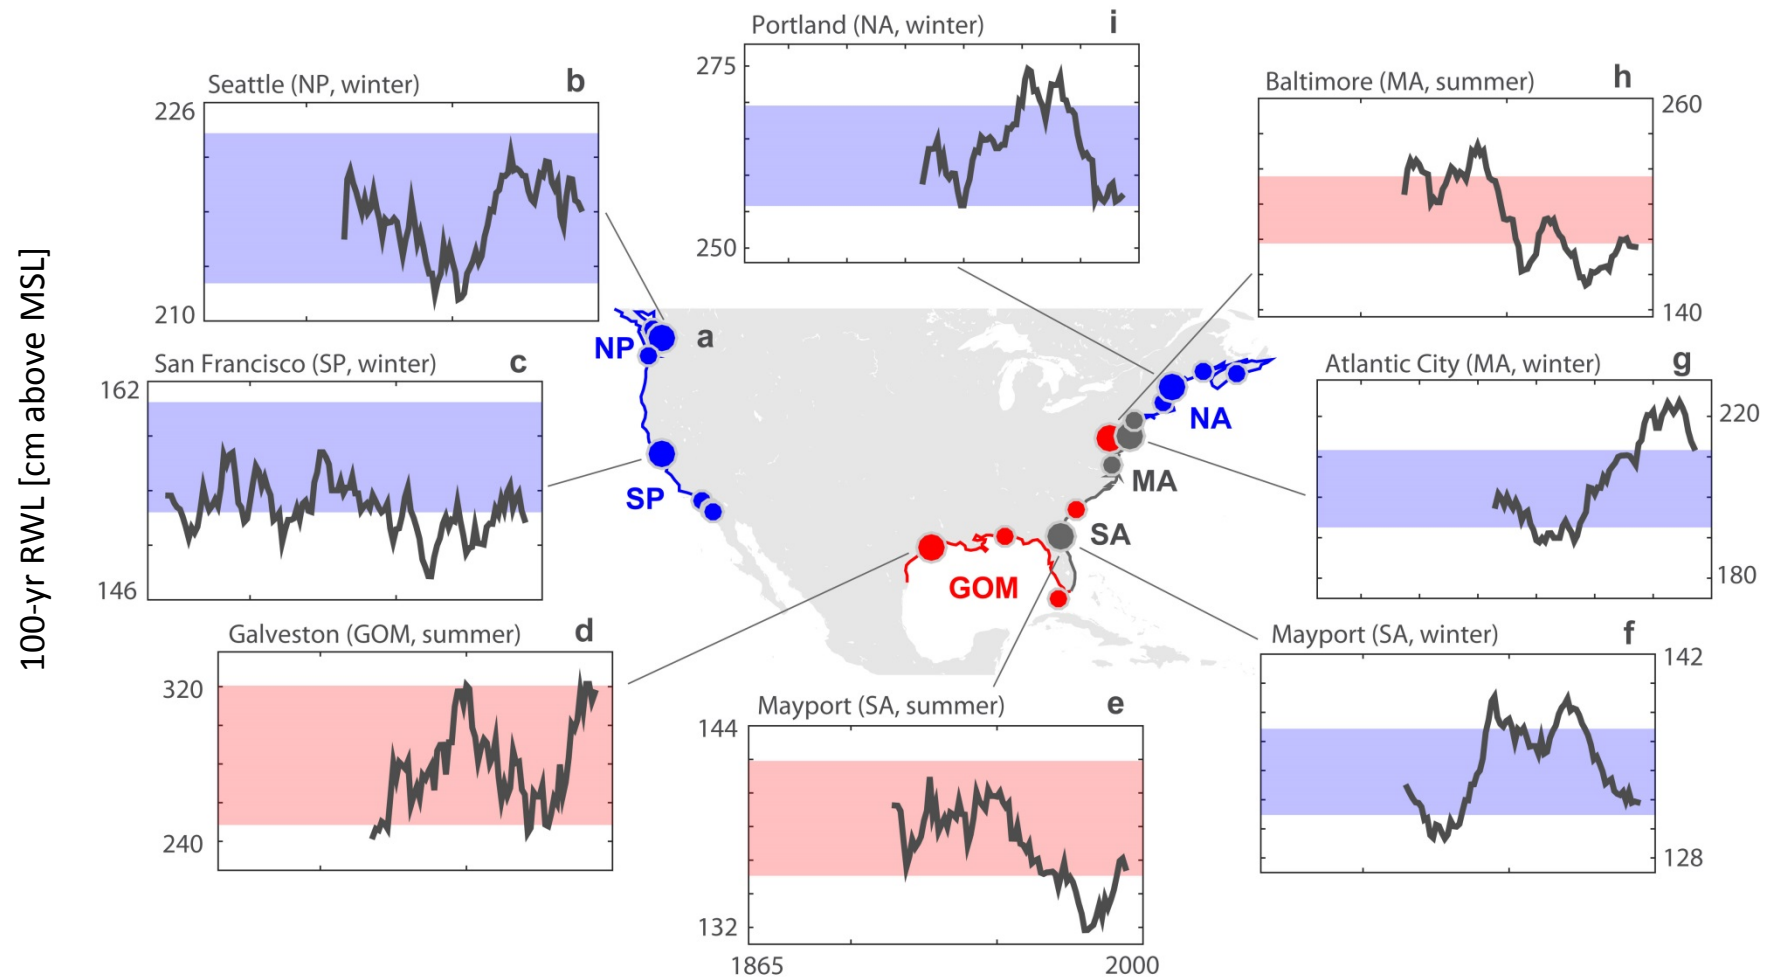 100-yr RWL [cm above MSL]
Seattle (NP, winter) b
226
210
San Francisco (SP, winter) c
162
146
Galveston (GOM, summer) d
320
240
Portland (NA, winter) i
275
250
a
NP
SP
GOM
NA
MA
SA
Mayport (SA, summer) e
144
132
1865 2000
Baltimore (MA, summer) h
260
140
Atlantic City (MA, winter) g
220
180
Mayport (SA, winter) f
142
128